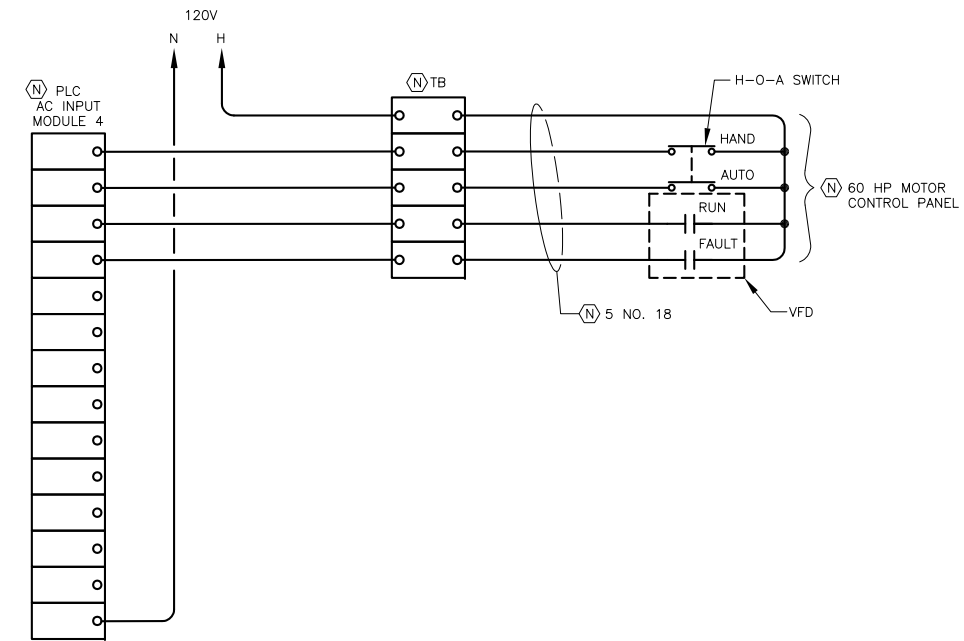 120V
N H
N PLC
AC INPUT
MODULE 4
N TB
H-O-A SWITCH
HAND
AUTO
RUN
FAULT
N 60 HP MOTOR
CONTROL PANEL
N 5 NO. 18
VFD